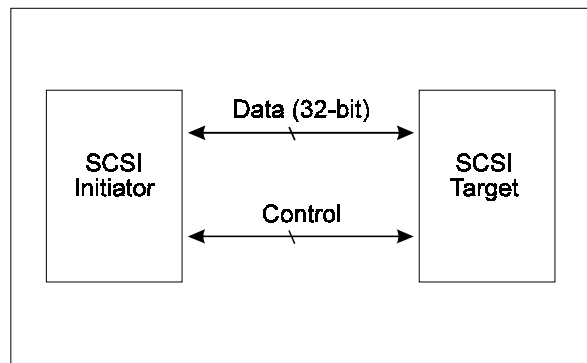 Data (32-bit)
SCSI
Initiator
SCSI
Target
Control